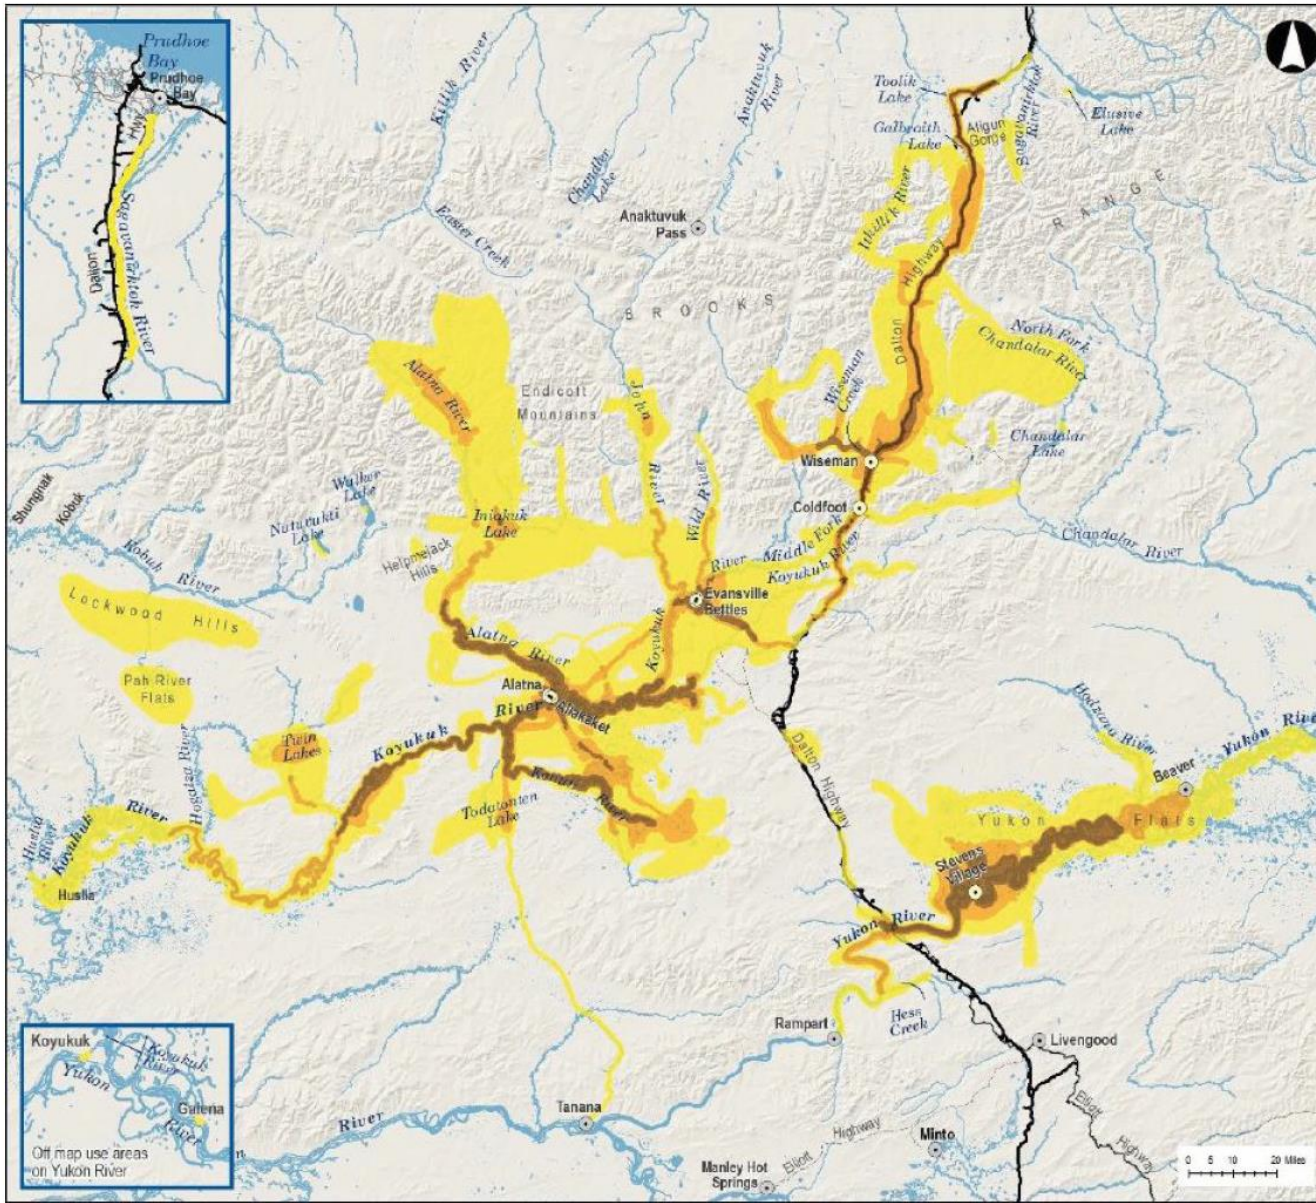 Prudhoe
Bay
Prudhoe
Bay
HWY
Dalton
Sagavanirktok River
Killik River
Anaktuvuk
River
Chandler
Lake
Easter Creek
Anaktuvuk
Pass
Toolik
Lake
Galbraith
Lake
Atigun
Gorge
Sagavanirktok
River
Elusive
Lake
BROOKS
RANGE
Itkillik River
Dalton Highway
North Fork
Chandalar River
Chandalar
Lake
Chandalar River
Wiseman
Creek
Wiseman
Coldfoot
Middle Fork
Koyukuk River
Alatna
River
Endicott
Mountains
John
River
Wild River
Walker
Lake
Nutuvukti
Lake
Iniakuk
Lake
Helpmejack
Hills
Shungnak
Kobuk
Kobuk River
Lockwood Hills
Pah River
Flats
Evansville
Bettles
Koyukuk
River
Alatna River
Alatna
Allakaket
Koyukuk
River
Twin
Lakes
Hogatza River
Kanuti River
Todatonten
Lake
Huslia
River
Koyukuk
River
Huslia
Dalton Highway
Hodzana River
Beaver
Yukon River
Yukon Flats
Stevens
Village
Yukon River
Hess
Creek
Rampart
Livengood
Tanana
River
Minto
Manley Hot
Springs
Elliott
Highway
Elliott
Highway
Koyukuk
Koyukuk
River
Yukon
River
Galena
Off map use areas
on Yukon River
0 5 10 20 Miles